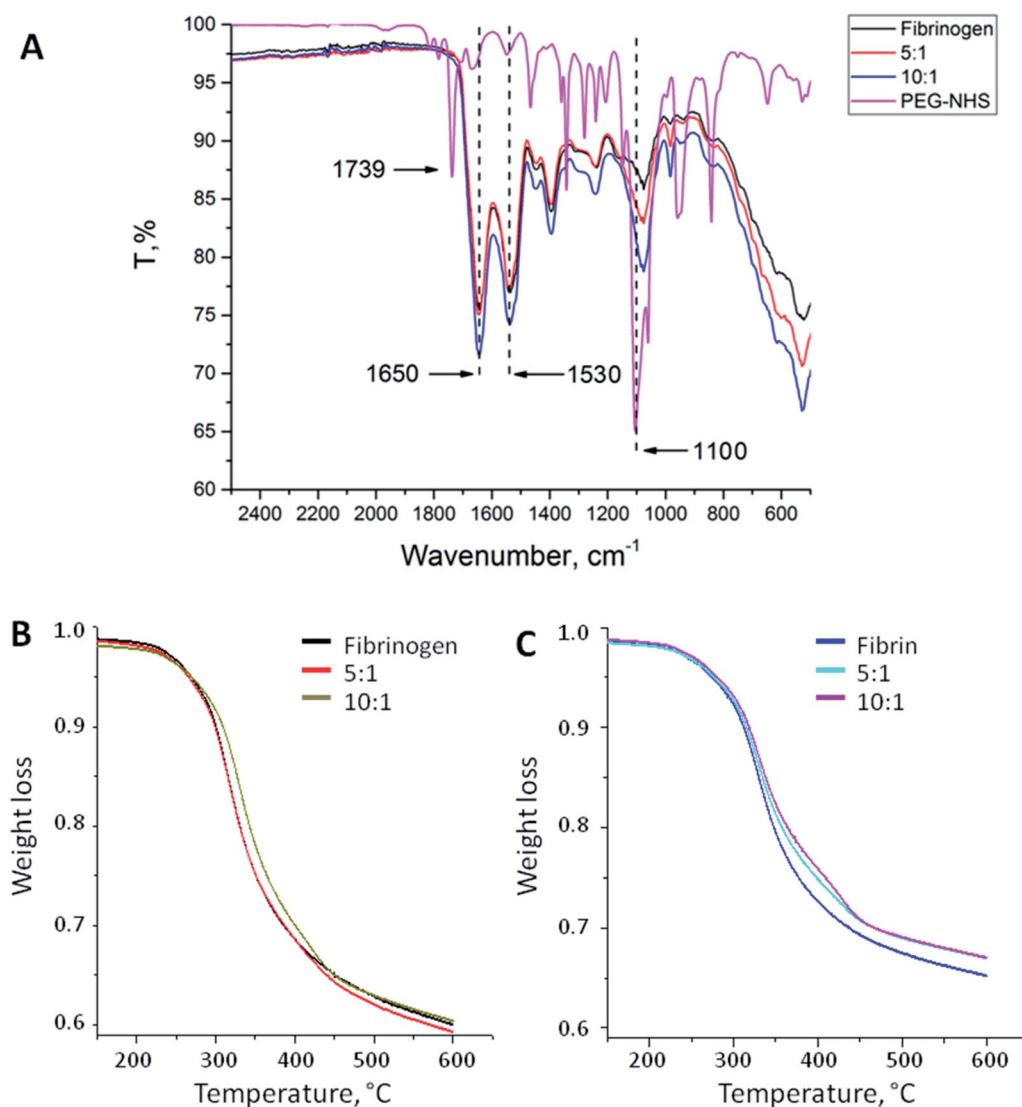 A
100
95
90
85
80
75
70
65
60
T,%
1739
1650
1530
1100
Fibrinogen
5:1
10:1
PEG-NHS
2400 2200 2000 1800 1600 1400 1200 1000 800 600
Wavenumber, cm⁻¹
B
1.0
0.9
0.8
0.7
0.6
Weight loss
Fibrinogen
5:1
10:1
200 300 400 500 600
Temperature, °C
C
1.0
0.9
0.8
0.7
0.6
Weight loss
Fibrin
5:1
10:1
200 300 400 500 600
Temperature, °C